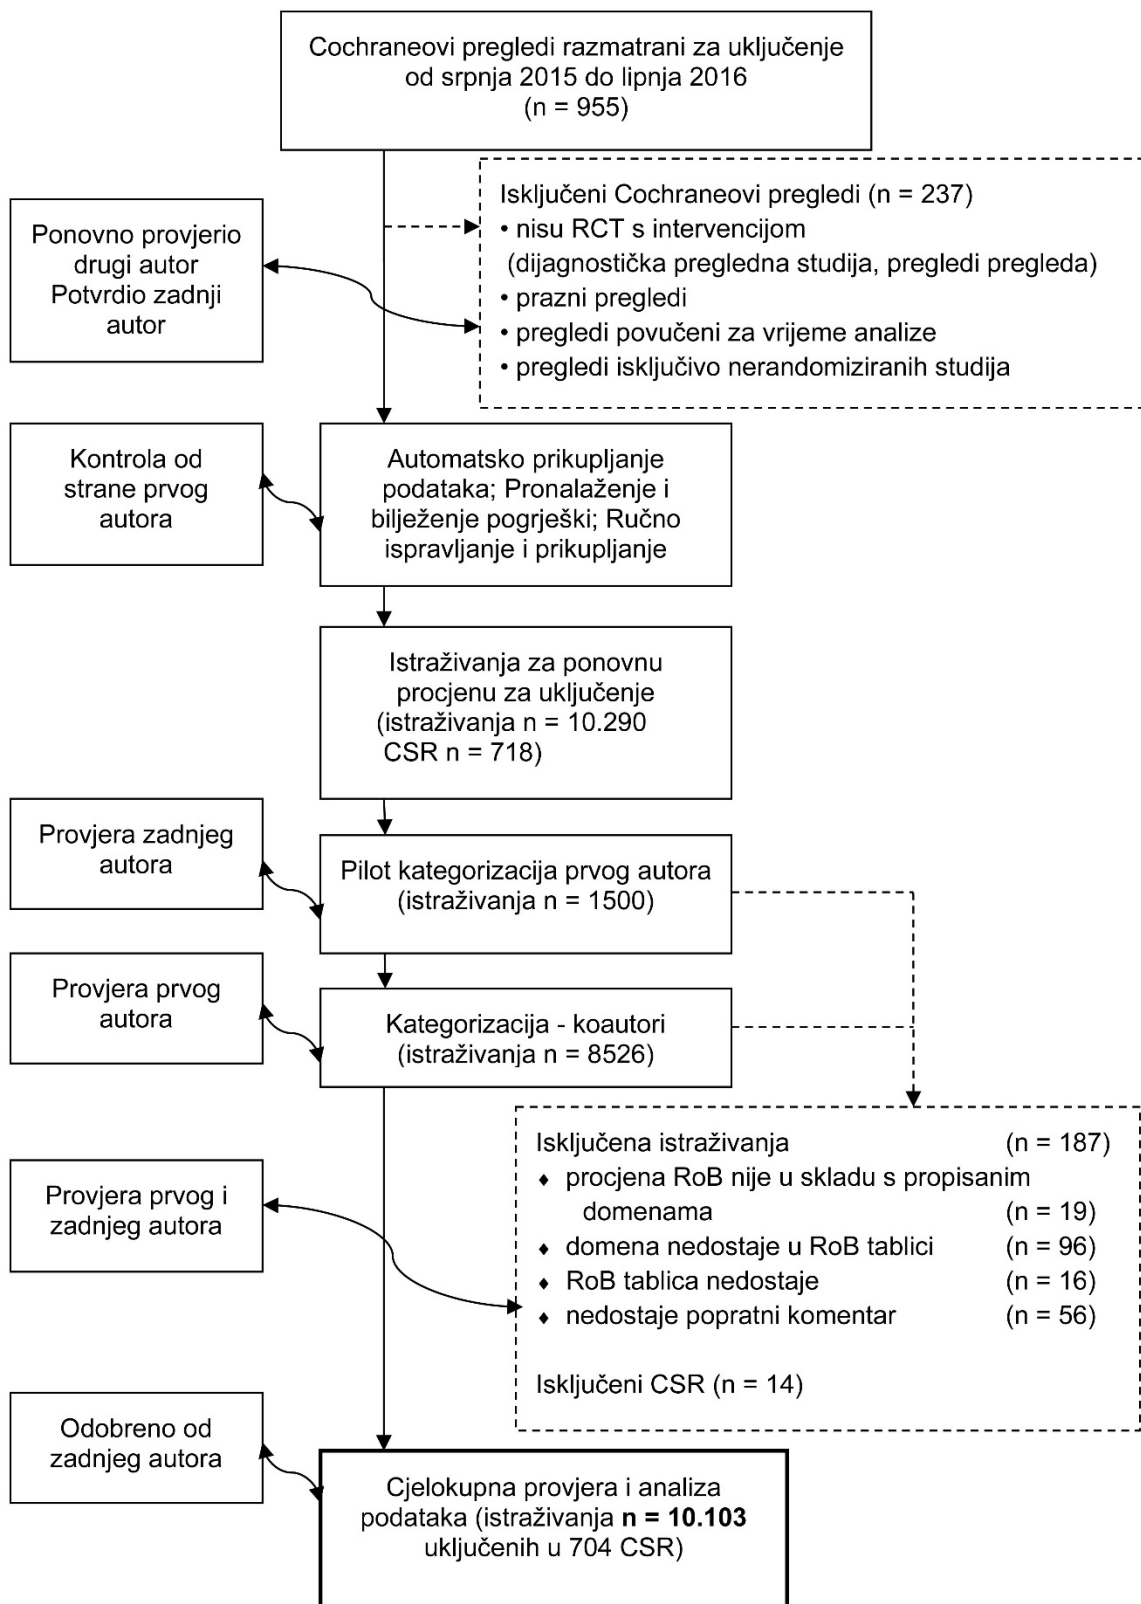 Cochraneovi pregledi razmatrani za uključenje
od srpnja 2015 do lipnja 2016
(n = 955)
Isključeni Cochraneovi pregledi (n = 237)
• nisu RCT s intervencijom
(dijagnostička pregledna studija, pregledi pregleda)
• prazni pregledi
• pregledi povučeni za vrijeme analize
• pregledi isključivo nerandomiziranih studija
Ponovno provjerio
drugi autor
Potvrdio zadnji
autor
Kontrola od
strane prvog
autora
Automatsko prikupljanje
podataka; Pronalaženje i
bilježenje pogrješki; Ručno
ispravljanje i prikupljanje
Istraživanja za ponovnu
procjenu za uključenje
(istraživanja n = 10.290
CSR n = 718)
Provjera zadnjeg
autora
Pilot kategorizacija prvog autora
(istraživanja n = 1500)
Provjera prvog
autora
Kategorizacija - koautori
(istraživanja n = 8526)
Isključena istraživanja (n = 187)
♦ procjena RoB nije u skladu s propisanim
domenama (n = 19)
♦ domena nedostaje u RoB tablici (n = 96)
♦ RoB tablica nedostaje (n = 16)
♦ nedostaje popratni komentar (n = 56)
Isključeni CSR (n = 14)
Provjera prvog i
zadnjeg autora
Odobreno od
zadnjeg autora
Cjelokupna provjera i analiza
podataka (istraživanja n = 10.103
uključenih u 704 CSR)